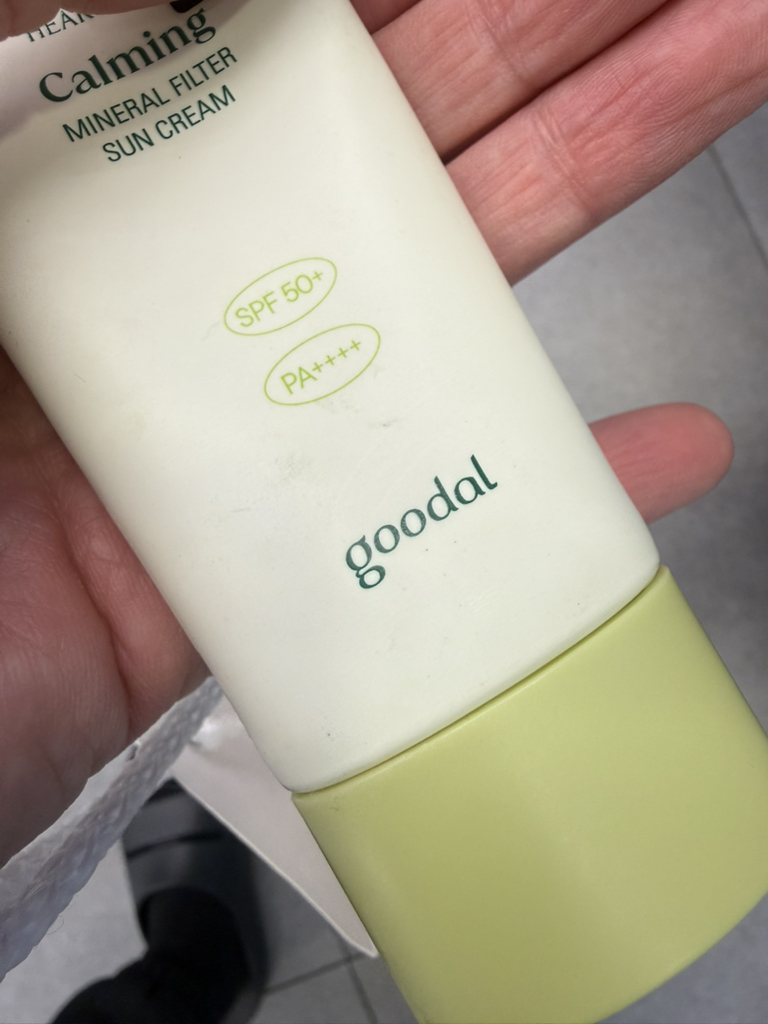 Calming
MINERAL FILTER
SUN CREAM
SPF 50+
PA++++
goodal